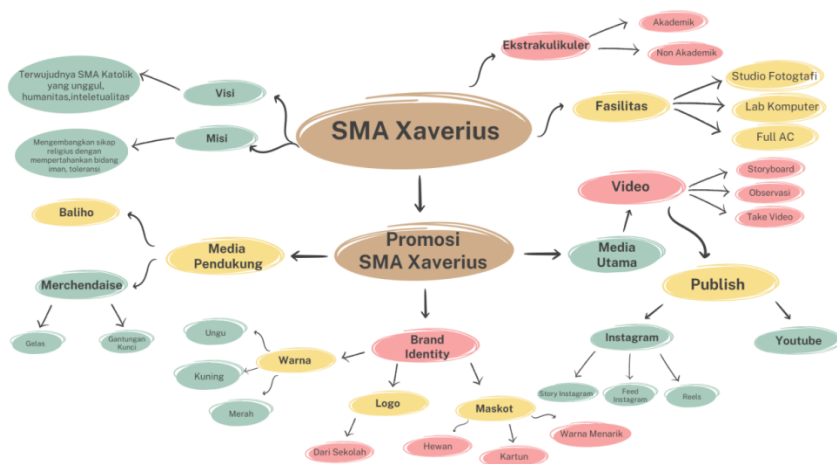 SMA Xaverius
Visi
Terwujudnya SMA Katolik
yang unggul,
humanitas,inteletualitas
Misi
Mengembangkan sikap
religius dengan
mempertahankan bidang
iman, toleransi
Ekstrakulikuler
Akademik
Non Akademik
Fasilitas
Studio Fotogtafi
Lab Komputer
Full AC
Promosi
SMA Xaverius
Media
Pendukung
Baliho
Merchendaise
Gelas
Gantungan
Kunci
Media
Utama
Video
Storyboard
Observasi
Take Video
Publish
Instagram
Story Instagram
Feed
Instagram
Reels
Youtube
Brand
Identity
Warna
Ungu
Kuning
Merah
Logo
Dari Sekolah
Maskot
Hewan
Kartun
Warna Menarik